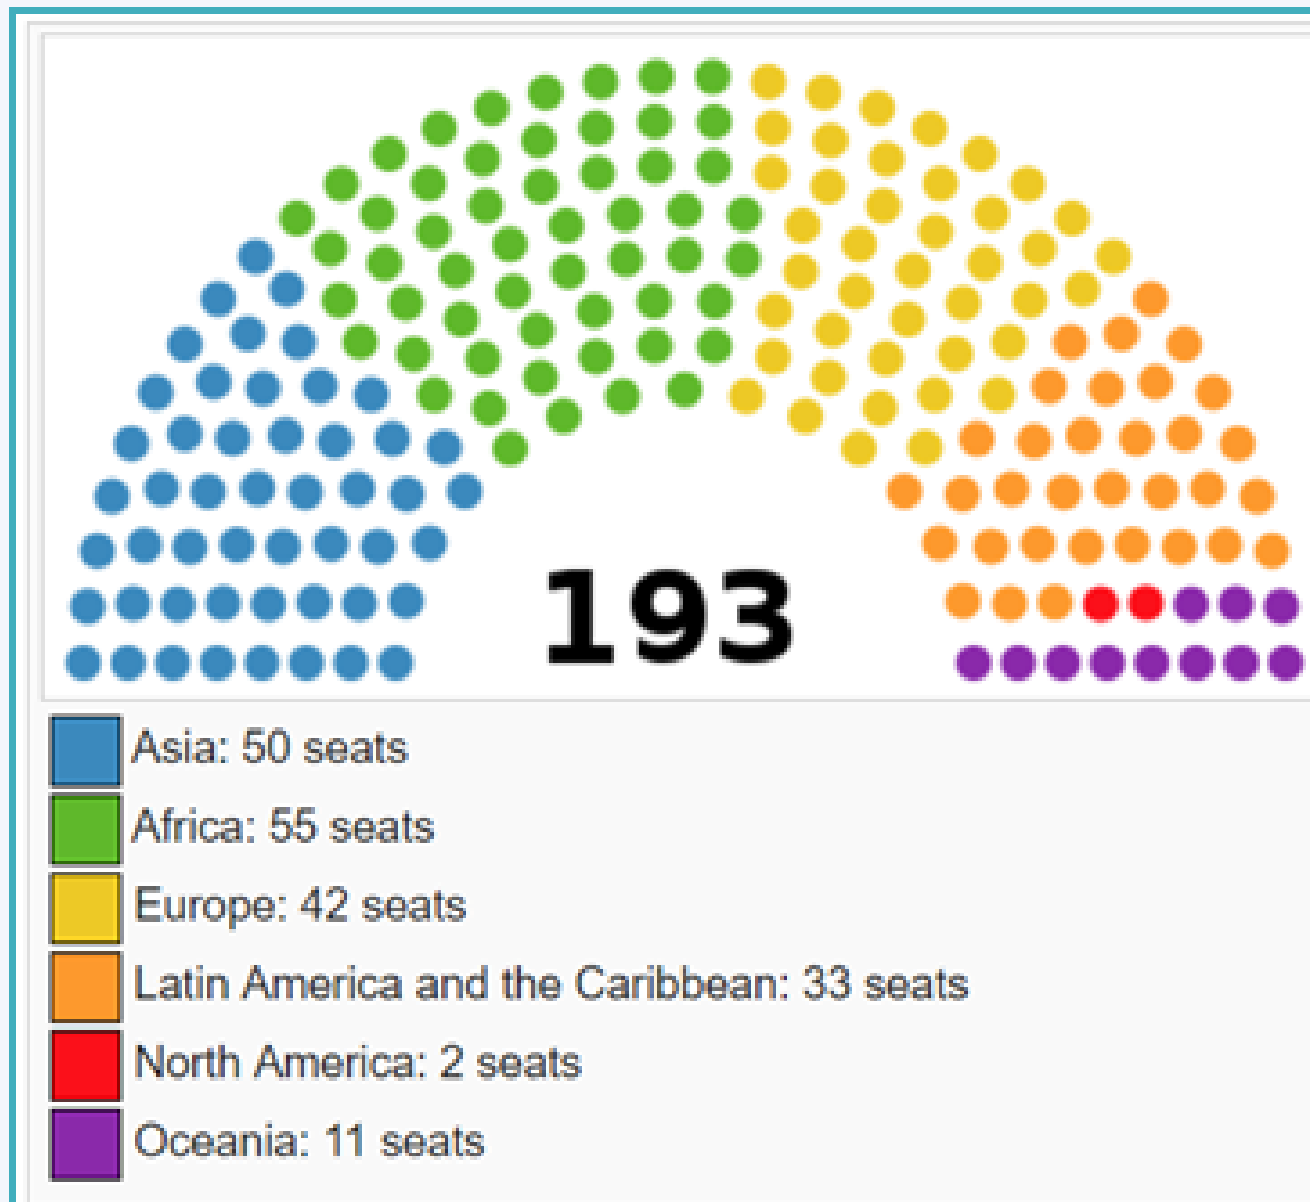 193
Asia: 50 seats
Africa: 55 seats
Europe: 42 seats
Latin America and the Caribbean: 33 seats
North America: 2 seats
Oceania: 11 seats